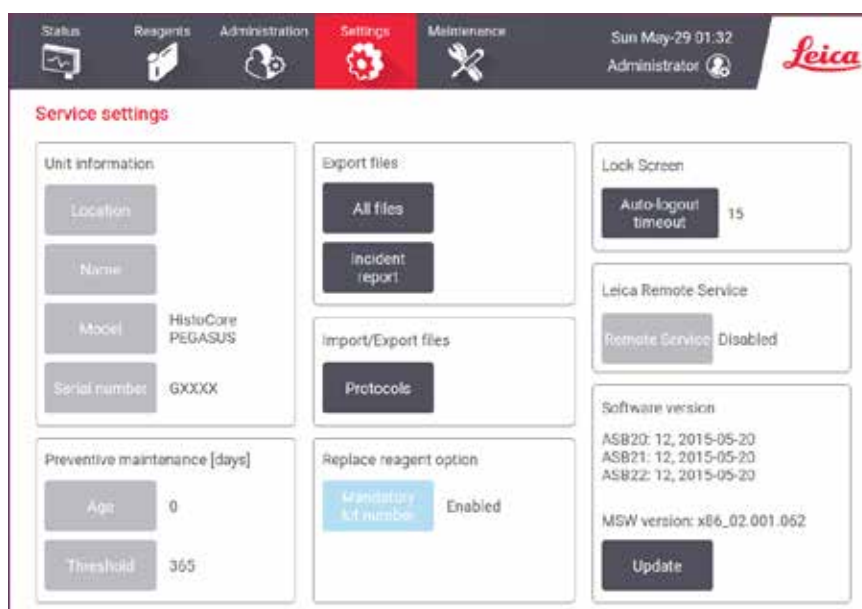 Status
Reagents
Administration
Settings
Maintenance
Sun May-29 01:32
Administrator
Leica
Service settings
Unit information
Location
Name
Model
HistoCore
PEGASUS
Serial number
GXXXX
Preventive maintenance [days]
Age
0
Threshold
365
Export files
All files
Incident
report
Import/Export files
Protocols
Replace reagent option
Mandatory
lot number
Enabled
Lock Screen
Auto-logout
timeout
15
Leica Remote Service
Remote Service
Disabled
Software version
ASB20: 12, 2015-05-20
ASB21: 12, 2015-05-20
ASB22: 12, 2015-05-20
MSW version: x86_02.001.062
Update